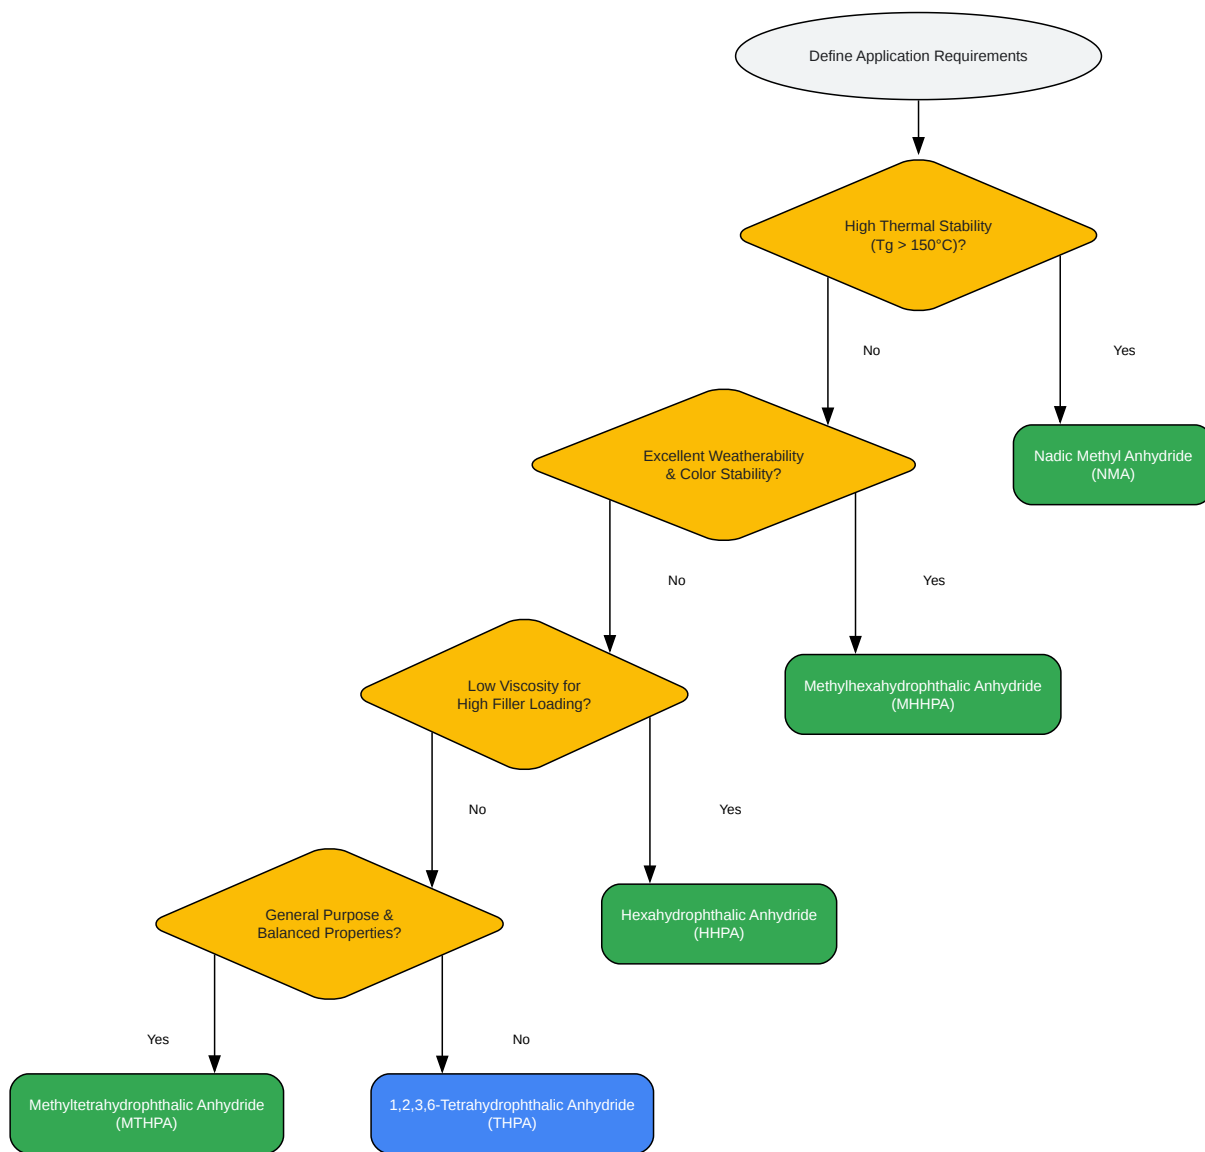 Define Application Requirements
High Thermal Stability
(Tg > 150°C)?
No
Yes
Excellent Weatherability
& Color Stability?
Nadic Methyl Anhydride
(NMA)
No
Yes
Low Viscosity for
High Filler Loading?
Methylhexahydrophthalic Anhydride
(MHHPA)
No
Yes
General Purpose &
Balanced Properties?
Hexahydrophthalic Anhydride
(HHPA)
Yes
No
Methyltetrahydrophthalic Anhydride
(MTHPA)
1,2,3,6-Tetrahydrophthalic Anhydride
(THPA)